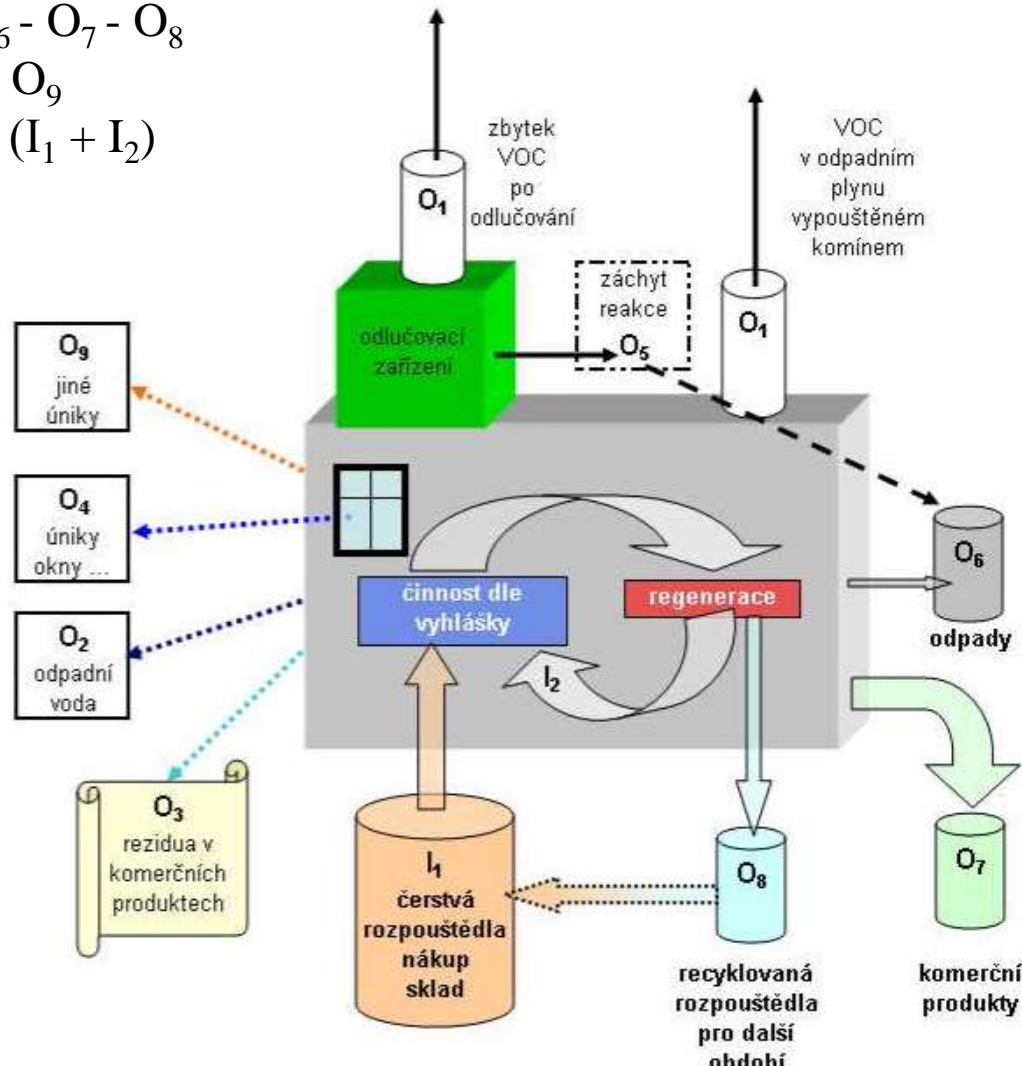 ₆ - O₇ - O₈
O₉
(I₁ + I₂)
zbytek
VOC
po
odlučování
O₁
VOC
v odpadním
plynu
vypouštěném
komínem
O₁
záchyt
reakce
O₅
odlučovací
zařízení
O₉
jiné
úniky
O₄
úniky
okny ...
O₂
odpadní
voda
O₃
rezidua v
komerčních
produktech
činnost dle
vyhlášky
regenerace
I₂
O₆
odpady
I₁
čerstvá
rozpouštědla
nákup
sklad
O₈
recyklovaná
rozpouštědla
pro další
období
O₇
komerční
produkty